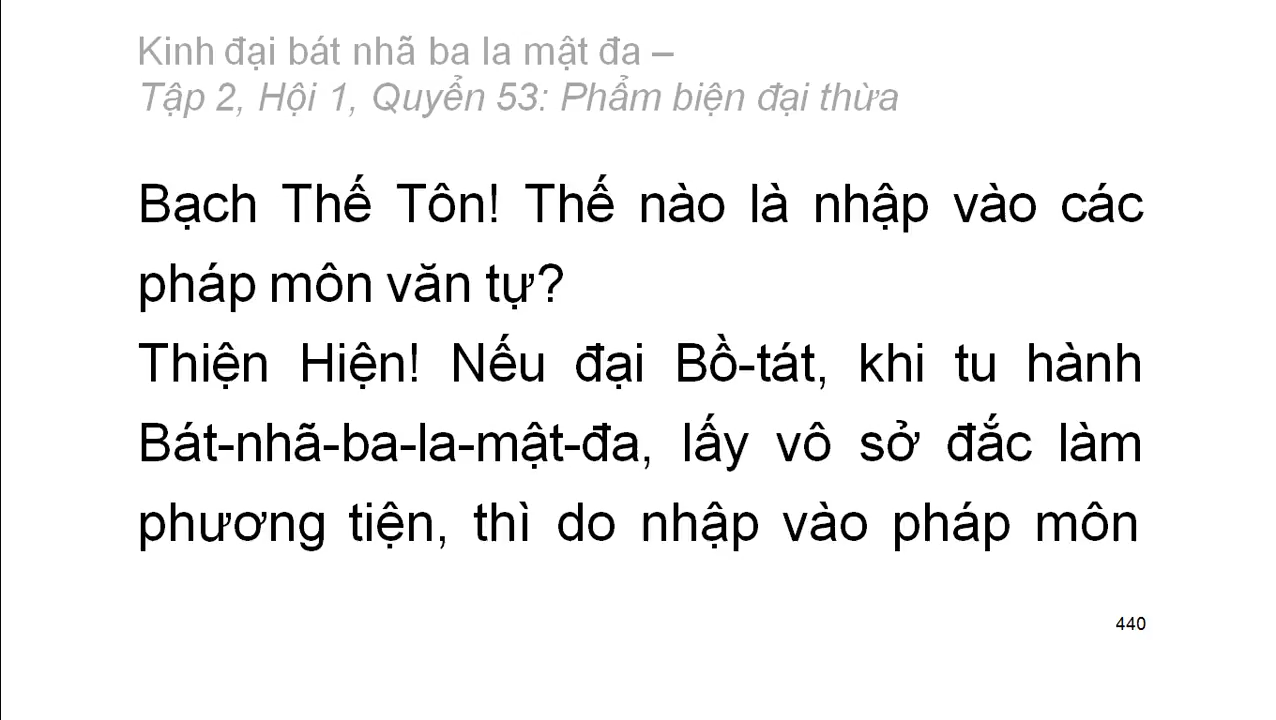 Kinh đại bát nhã ba la mật đa –
Tập 2, Hội 1, Quyển 53: Phẩm biện đại thừa
Bạch Thế Tôn! Thế nào là nhập vào các
pháp môn văn tự?
Thiện Hiện! Nếu đại Bồ-tát, khi tu hành
Bát-nhã-ba-la-mật-đa, lấy vô sở đắc làm
phương tiện, thì do nhập vào pháp môn
440